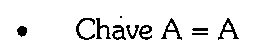 • Chave A = A